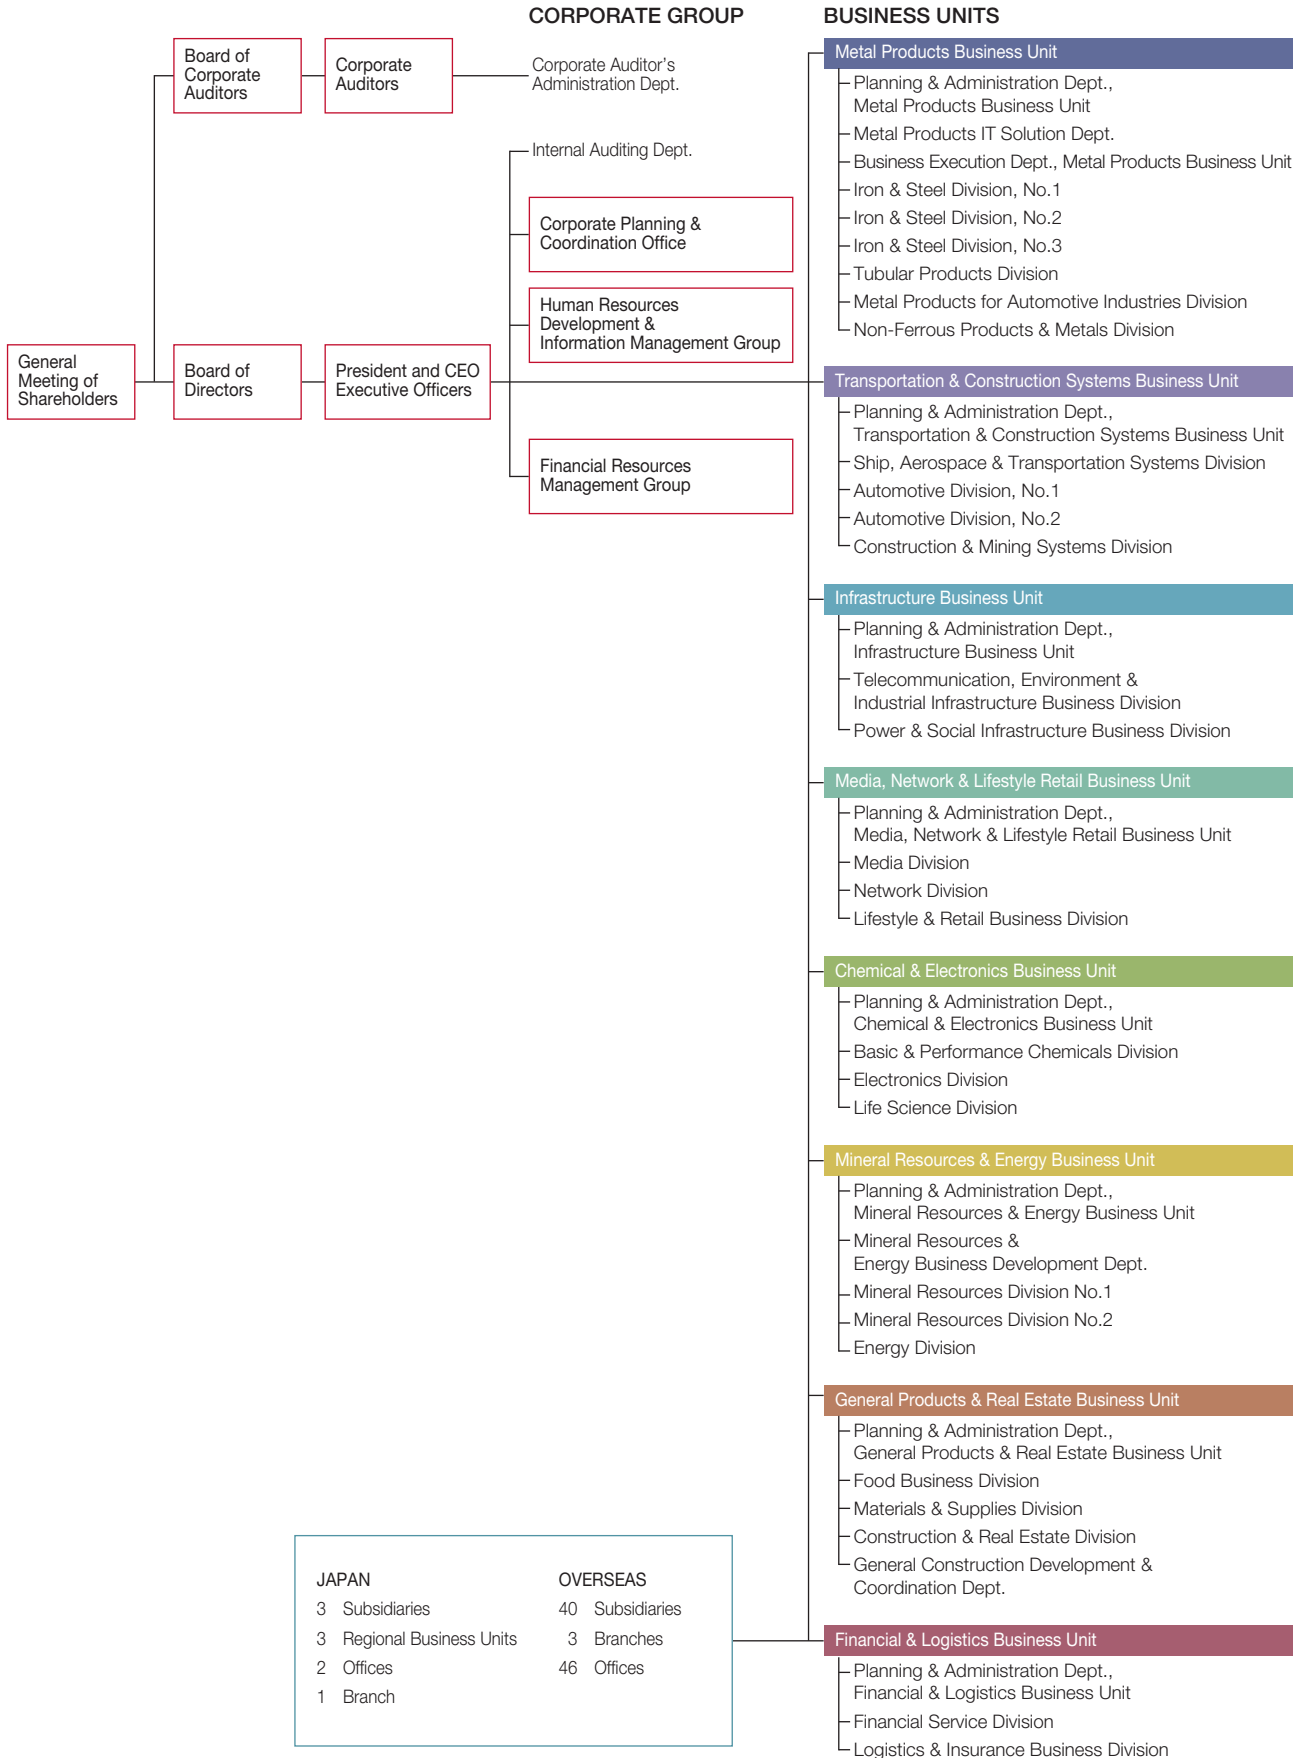 CORPORATE GROUP
BUSINESS UNITS
General
Meeting of
Shareholders
Board of
Corporate
Auditors
Corporate
Auditors
Corporate Auditor's
Administration Dept.
Board of
Directors
President and CEO
Executive Officers
Internal Auditing Dept.
Corporate Planning &
Coordination Office
Human Resources
Development &
Information Management Group
Financial Resources
Management Group
Metal Products Business Unit
Planning & Administration Dept.,
Metal Products Business Unit
Metal Products IT Solution Dept.
Business Execution Dept., Metal Products Business Unit
Iron & Steel Division, No.1
Iron & Steel Division, No.2
Iron & Steel Division, No.3
Tubular Products Division
Metal Products for Automotive Industries Division
Non-Ferrous Products & Metals Division
Transportation & Construction Systems Business Unit
Planning & Administration Dept.,
Transportation & Construction Systems Business Unit
Ship, Aerospace & Transportation Systems Division
Automotive Division, No.1
Automotive Division, No.2
Construction & Mining Systems Division
Infrastructure Business Unit
Planning & Administration Dept.,
Infrastructure Business Unit
Telecommunication, Environment &
Industrial Infrastructure Business Division
Power & Social Infrastructure Business Division
Media, Network & Lifestyle Retail Business Unit
Planning & Administration Dept.,
Media, Network & Lifestyle Retail Business Unit
Media Division
Network Division
Lifestyle & Retail Business Division
Chemical & Electronics Business Unit
Planning & Administration Dept.,
Chemical & Electronics Business Unit
Basic & Performance Chemicals Division
Electronics Division
Life Science Division
Mineral Resources & Energy Business Unit
Planning & Administration Dept.,
Mineral Resources & Energy Business Unit
Mineral Resources &
Energy Business Development Dept.
Mineral Resources Division No.1
Mineral Resources Division No.2
Energy Division
General Products & Real Estate Business Unit
Planning & Administration Dept.,
General Products & Real Estate Business Unit
Food Business Division
Materials & Supplies Division
Construction & Real Estate Division
General Construction Development &
Coordination Dept.
Financial & Logistics Business Unit
Planning & Administration Dept.,
Financial & Logistics Business Unit
Financial Service Division
Logistics & Insurance Business Division
JAPAN
3 Subsidiaries
3 Regional Business Units
2 Offices
1 Branch
OVERSEAS
40 Subsidiaries
3 Branches
46 Offices